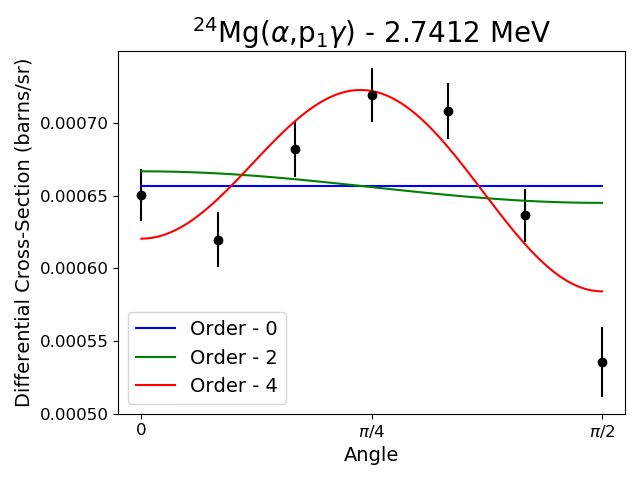 ²⁴Mg(α,p₁γ) - 2.7412 MeV
Differential Cross-Section (barns/sr)
0.00070
0.00065
0.00060
0.00055
0.00050
Order - 0
Order - 2
Order - 4
0
π/4
π/2
Angle